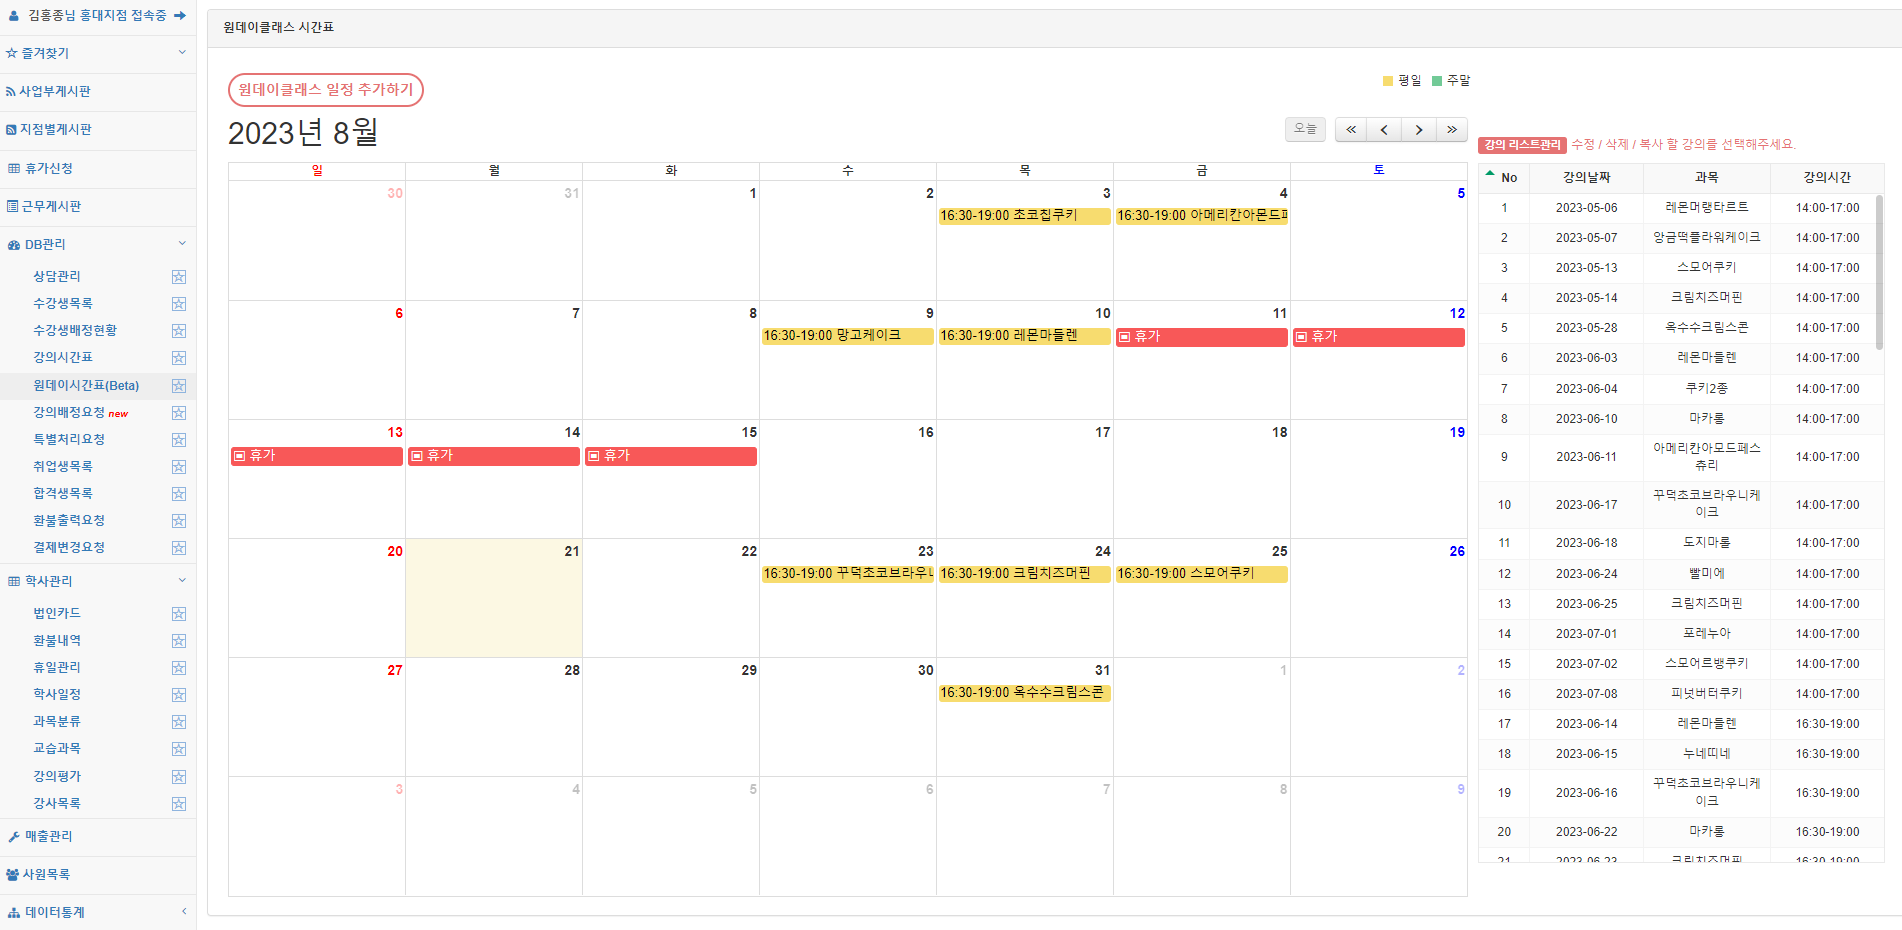 김홍종님 홍대지점 접속중
즐겨찾기
사업부게시판
지점별게시판
휴가신청
근무게시판
DB관리
상담관리
수강생목록
수강생배정현황
강의시간표
원데이시간표(Beta)
강의배정요청 new
특별처리요청
취업생목록
합격생목록
환불출력요청
결제변경요청
학사관리
법인카드
환불내역
휴일관리
학사일정
과목분류
교습과목
강의평가
강사목록
매출관리
사원목록
데이터통계
원데이클래스 시간표
원데이클래스 일정 추가하기
평일 주말
2023년 8월
오늘
일 월 화 수 목 금 토
30 31 1 2 3 4 5
16:30-19:00 초코칩쿠키
16:30-19:00 아메리칸아몬드
6 7 8 9 10 11 12
16:30-19:00 망고케이크
16:30-19:00 레몬마들렌
휴가
휴가
13 14 15 16 17 18 19
휴가
휴가
휴가
20 21 22 23 24 25 26
16:30-19:00 꾸덕초코브라우니
16:30-19:00 크림치즈머핀
16:30-19:00 스모어쿠키
27 28 29 30 31 1 2
16:30-19:00 옥수수크림스콘
3 4 5 6 7 8 9
강의 리스트관리 수정 / 삭제 / 복사 할 강의를 선택해주세요.
No 강의날짜 과목 강의시간
1 2023-05-06 레몬머랭타르트 14:00-17:00
2 2023-05-07 앙금떡플라워케이크 14:00-17:00
3 2023-05-13 스모어쿠키 14:00-17:00
4 2023-05-14 크림치즈머핀 14:00-17:00
5 2023-05-28 옥수수크림스콘 14:00-17:00
6 2023-06-03 레몬마들렌 14:00-17:00
7 2023-06-04 쿠키2종 14:00-17:00
8 2023-06-10 마카롱 14:00-17:00
9 2023-06-11 아메리칸아모드페스츄리 14:00-17:00
10 2023-06-17 꾸덕초코브라우니케이크 14:00-17:00
11 2023-06-18 도지마롤 14:00-17:00
12 2023-06-24 빨미에 14:00-17:00
13 2023-06-25 크림치즈머핀 14:00-17:00
14 2023-07-01 포레누아 14:00-17:00
15 2023-07-02 스모어르뱅쿠키 14:00-17:00
16 2023-07-08 피넛버터쿠키 14:00-17:00
17 2023-06-14 레몬마들렌 16:30-19:00
18 2023-06-15 누네띠네 16:30-19:00
19 2023-06-16 꾸덕초코브라우니케이크 16:30-19:00
20 2023-06-22 마카롱 16:30-19:00
21 2023-06-23 크림치즈머핀 16:30-19:00